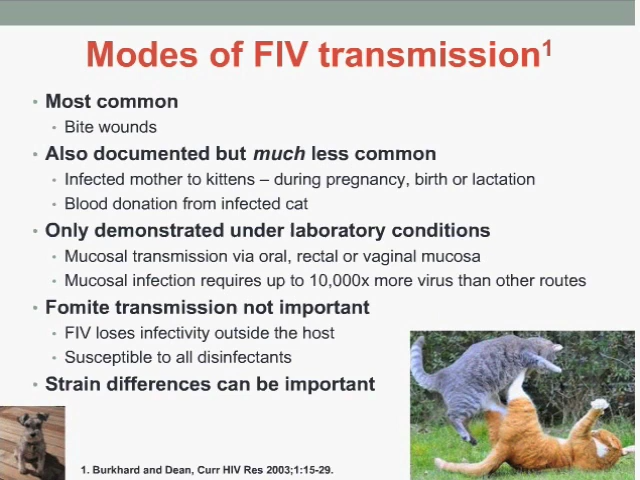 Modes of FIV transmission1
• Most common
• Bite wounds
• Also documented but much less common
• Infected mother to kittens – during pregnancy, birth or lactation
• Blood donation from infected cat
• Only demonstrated under laboratory conditions
• Mucosal transmission via oral, rectal or vaginal mucosa
• Mucosal infection requires up to 10,000x more virus than other routes
• Fomite transmission not important
• FIV loses infectivity outside the host
• Susceptible to all disinfectants
• Strain differences can be important
1. Burkhard and Dean, Curr HIV Res 2003;1:15-29.